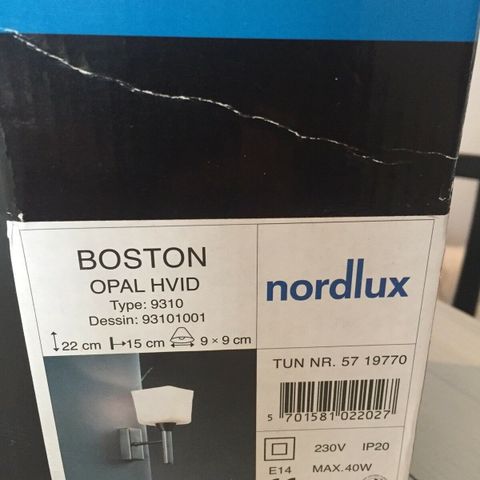 BOSTON
OPAL HVID
Type: 9310
Dessin: 93101001
22 cm 15 cm 9 x 9 cm
nordlux
TUN NR. 57 19770
5 701581 022027
230V IP20
E14 MAX.40W